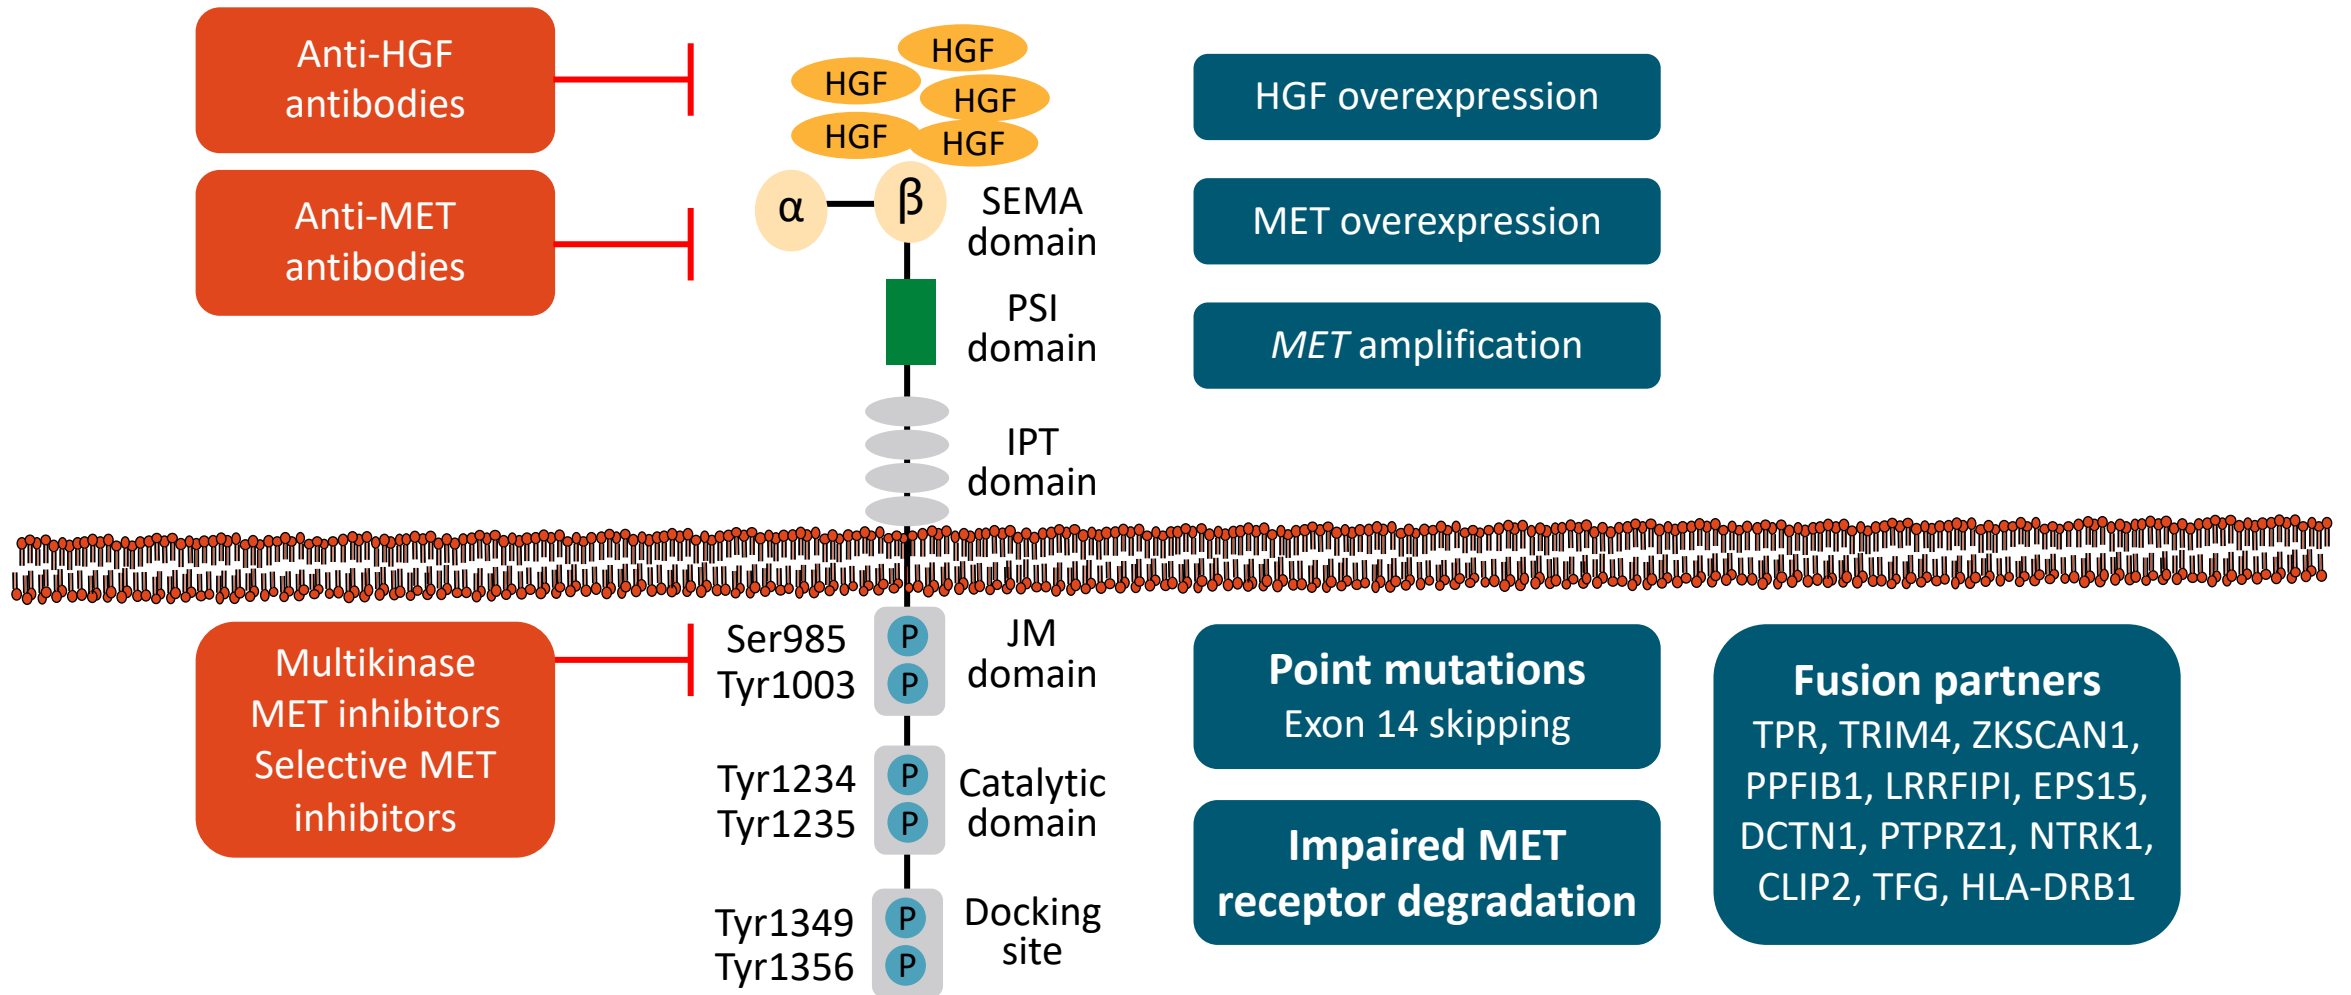 Anti-HGF
antibodies
Anti-MET
antibodies
HGF
HGF
HGF
HGF
HGF
α
β
SEMA
domain
PSI
domain
IPT
domain
HGF overexpression
MET overexpression
MET amplification
Multikinase
MET inhibitors
Selective MET
inhibitors
Ser985
Tyr1003
P
P
JM
domain
Tyr1234
Tyr1235
P
P
Catalytic
domain
Tyr1349
Tyr1356
P
P
Docking
site
Point mutations
Exon 14 skipping
Impaired MET
receptor degradation
Fusion partners
TPR, TRIM4, ZKSCAN1,
PPFIB1, LRRFIPI, EPS15,
DCTN1, PTPRZ1, NTRK1,
CLIP2, TFG, HLA-DRB1